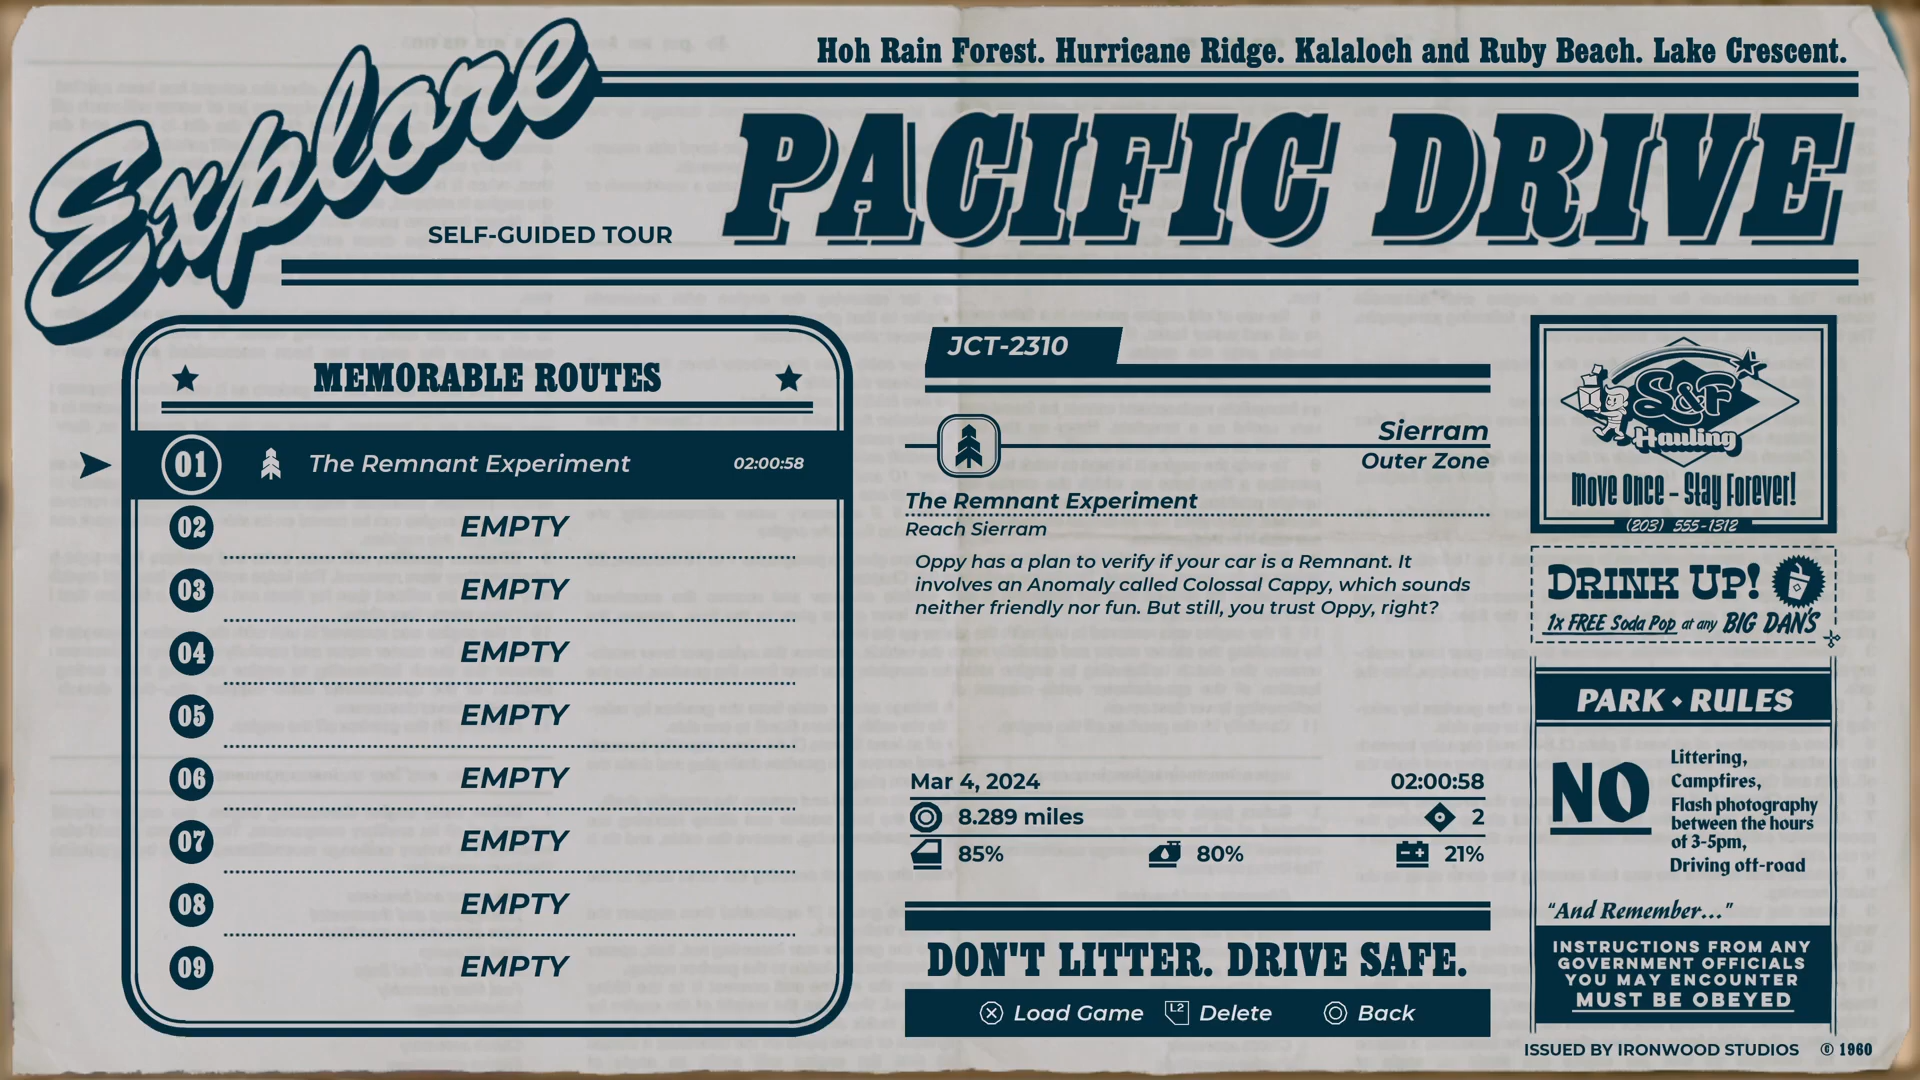 Explore
Hoh Rain Forest. Hurricane Ridge. Kalaloch and Ruby Beach. Lake Crescent.
PACIFIC DRIVE
SELF-GUIDED TOUR
MEMORABLE ROUTES
01 The Remnant Experiment 02:00:58
02 EMPTY
03 EMPTY
04 EMPTY
05 EMPTY
06 EMPTY
07 EMPTY
08 EMPTY
09 EMPTY
JCT-2310
Sierram
Outer Zone
The Remnant Experiment
Reach Sierram
Oppy has a plan to verify if your car is a Remnant. It
involves an Anomaly called Colossal Cappy, which sounds
neither friendly nor fun. But still, you trust Oppy, right?
Mar 4, 2024 02:00:58
8.289 miles 2
85% 80% 21%
DON'T LITTER. DRIVE SAFE.
Load Game L2 Delete Back
S&F
Hauling
Move Once - Stay Forever!
(203) 555-1312
DRINK UP!
1x FREE Soda Pop at any BIG DAN'S
PARK • RULES
NO
Littering,
Campfires,
Flash photography
between the hours
of 3-5pm,
Driving off-road
"And Remember..."
INSTRUCTIONS FROM ANY
GOVERNMENT OFFICIALS
YOU MAY ENCOUNTER
MUST BE OBEYED
ISSUED BY IRONWOOD STUDIOS © 1960